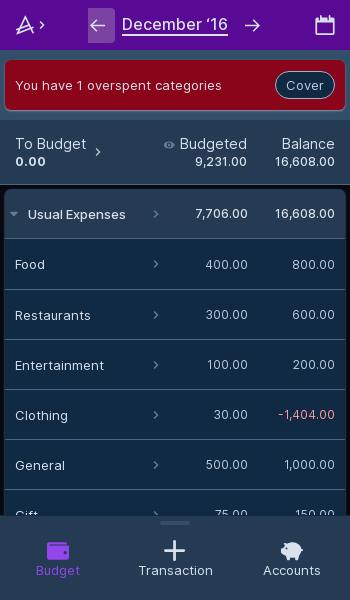 December ‘16
You have 1 overspent categories
Cover
To Budget Budgeted Balance
0.00 9,231.00 16,608.00
Usual Expenses 7,706.00 16,608.00
Food 400.00 800.00
Restaurants 300.00 600.00
Entertainment 100.00 200.00
Clothing 30.00 -1,404.00
General 500.00 1,000.00
Gift 75.00 150.00
Budget Transaction Accounts